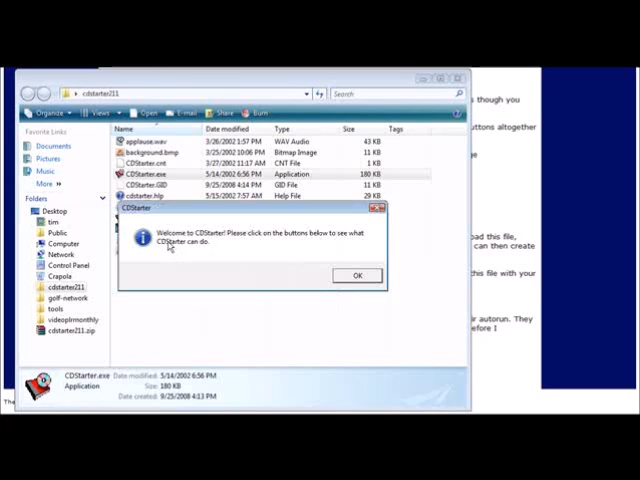 cdstarter211
Search
Organize
Views
Open
E-mail
Share
Burn
Favorite Links
Documents
Pictures
Music
More
Folders
Desktop
tim
Public
Computer
Network
Control Panel
Crapola
cdstarter211
golf-network
tools
videoplrmonthly
cdstarter211.zip
Name Date modified Type Size Tags
applause.wav 3/26/2002 1:57 PM WAV Audio 43 KB
background.bmp 3/25/2002 10:06 PM Bitmap Image 11 KB
CDStarter.cnt 3/27/2002 11:17 AM CNT File 1 KB
CDStarter.exe 5/14/2002 6:56 PM Application 180 KB
CDStarter.GID 9/25/2008 4:14 PM GID File 11 KB
cdstarter.hlp 5/15/2002 7:57 AM Help File 29 KB
CDStarter
Welcome to CDStarter! Please click on the buttons below to see what
CDStarter can do.
OK
CDStarter.exe Date modified: 5/14/2002 6:56 PM
Application Size: 180 KB
Date created: 9/25/2008 4:13 PM
s though you
ttons altogether
ge
oad this file,
can then create
this file with your
ir autorun. They
efore I
The